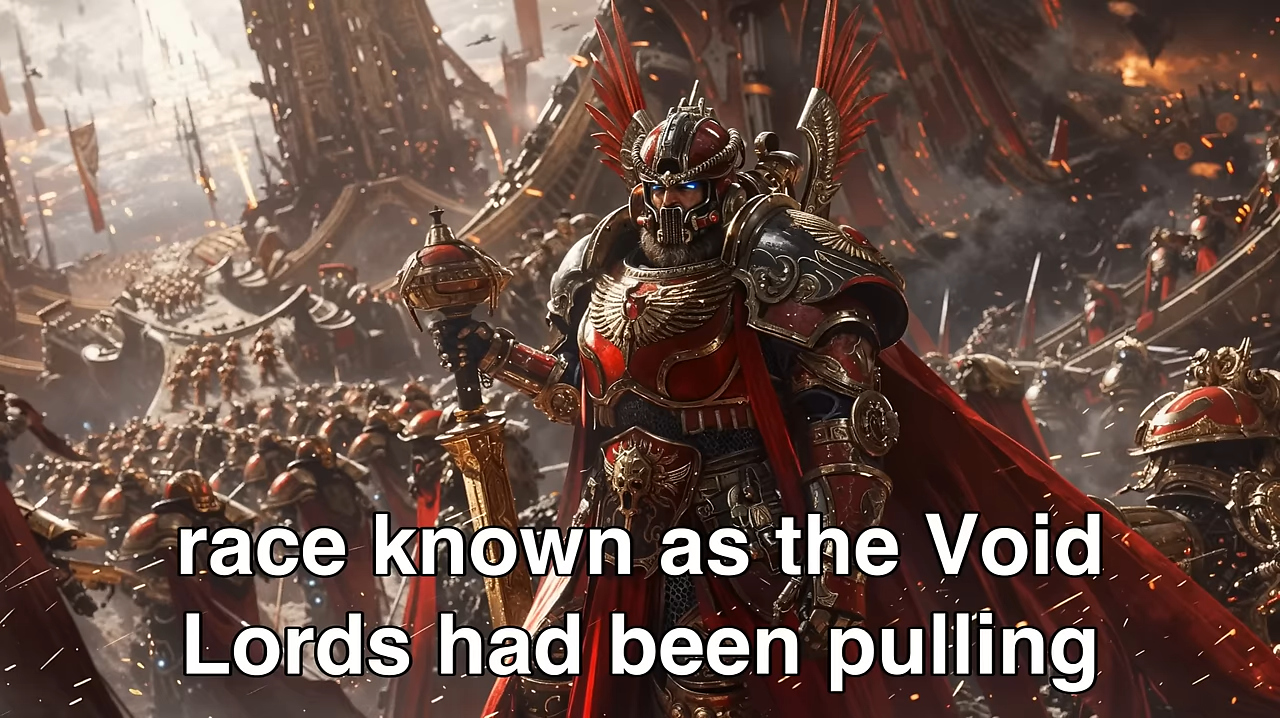 race known as the Void
Lords had been pulling